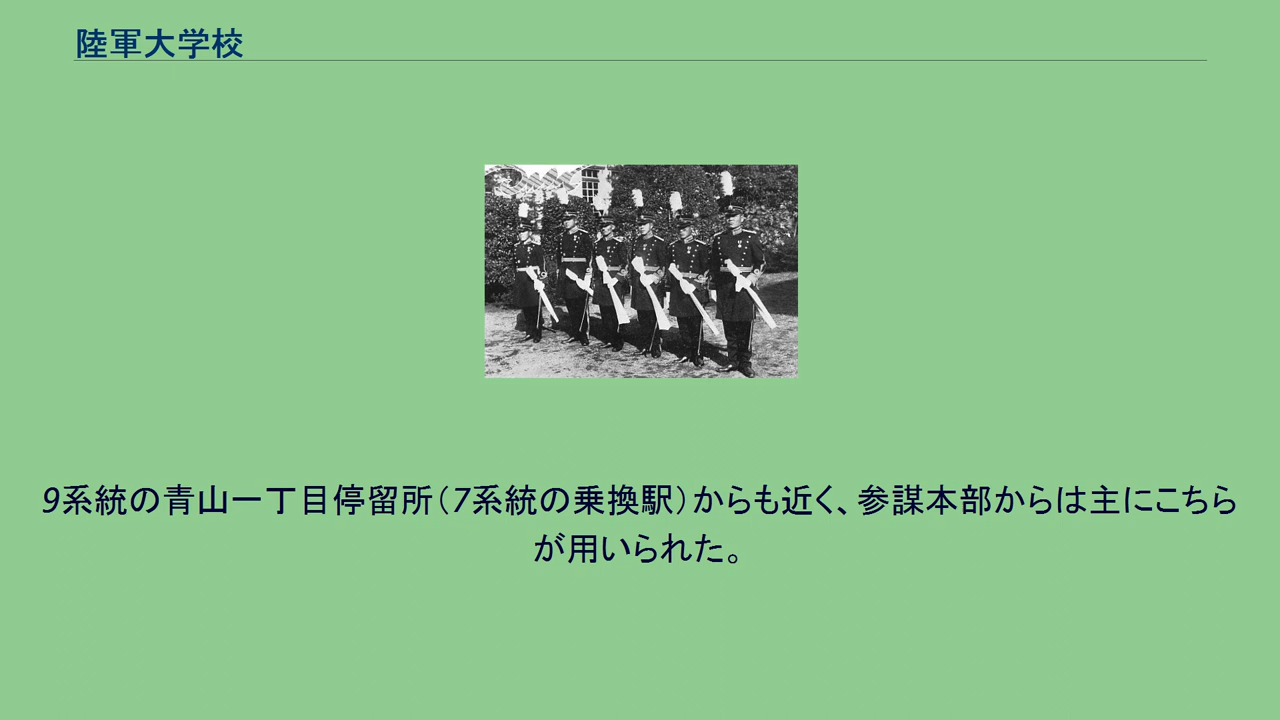 陸軍大学校
9系統の青山一丁目停留所（7系統の乗換駅）からも近く、参謀本部からは主にこちら
が用いられた。